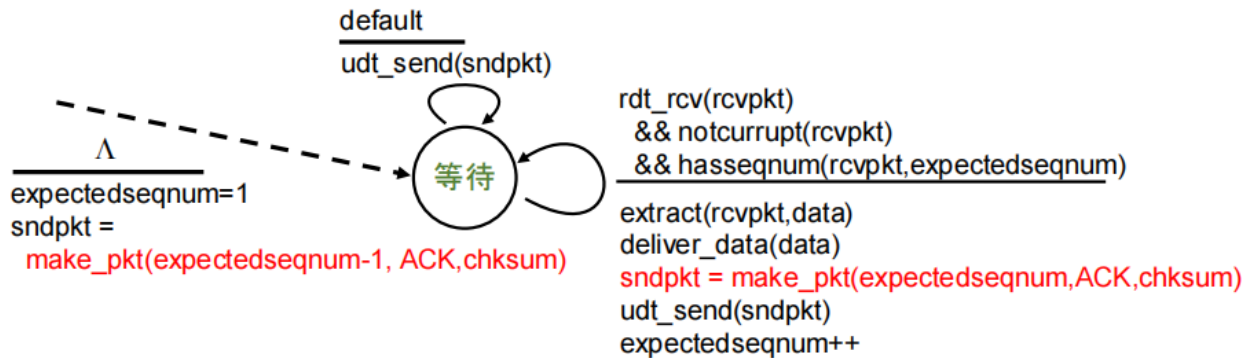 default
udt_send(sndpkt)
Λ
expectedseqnum=1
sndpkt =
make_pkt(expectedseqnum-1, ACK,chksum)
等待
rdt_rcv(rcvpkt)
&& notcurrupt(rcvpkt)
&& hasseqnum(rcvpkt,expectedseqnum)
extract(rcvpkt,data)
deliver_data(data)
sndpkt = make_pkt(expectedseqnum,ACK,chksum)
udt_send(sndpkt)
expectedseqnum++